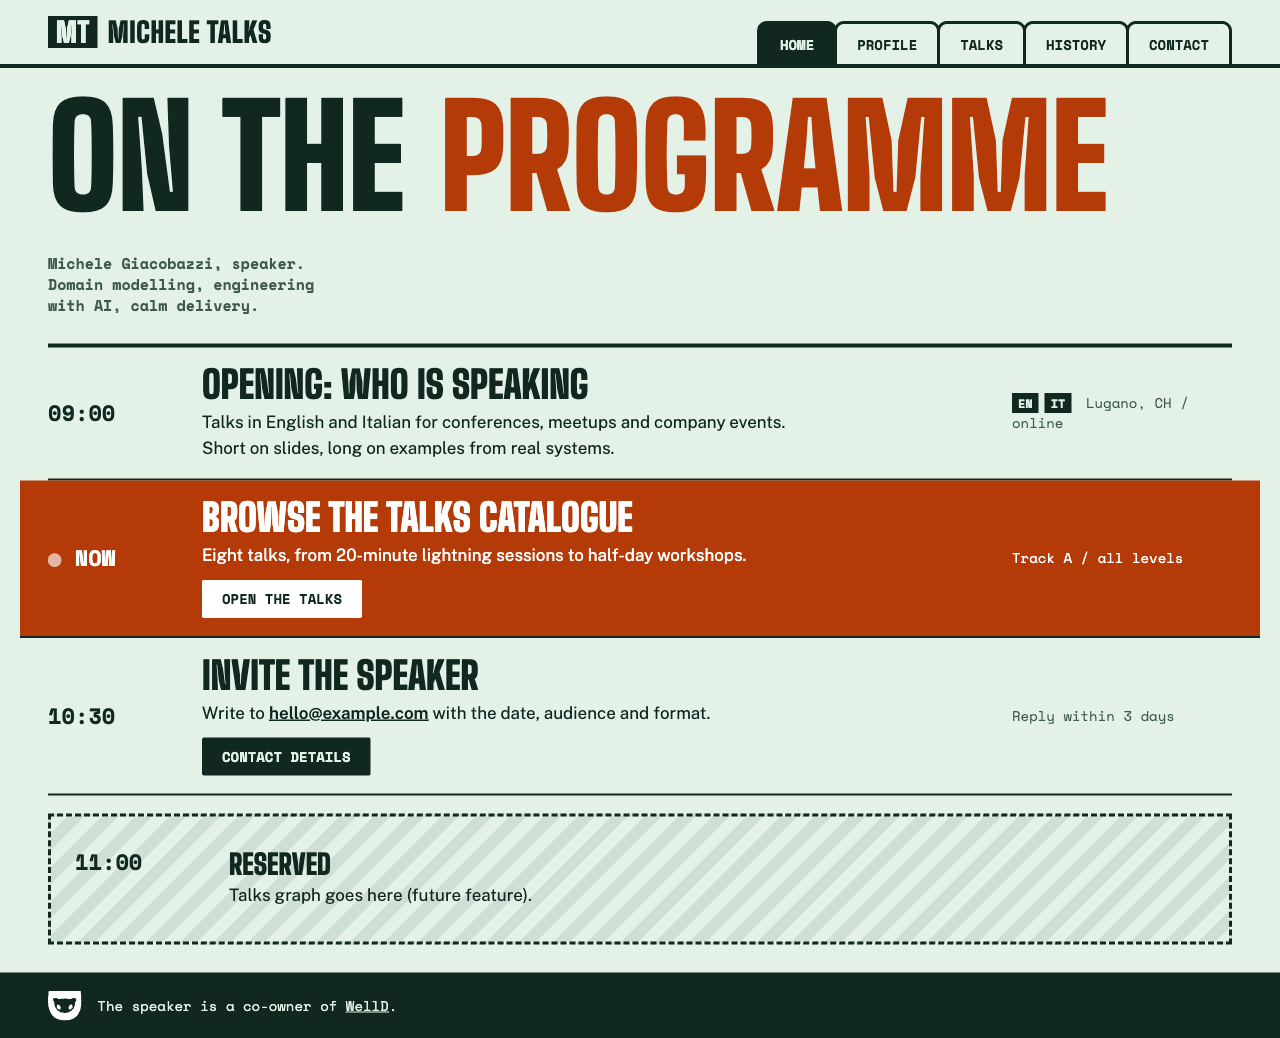 MT MICHELE TALKS
HOME
PROFILE
TALKS
HISTORY
CONTACT
ON THE PROGRAMME
Michele Giacobazzi, speaker.
Domain modelling, engineering
with AI, calm delivery.
09:00
OPENING: WHO IS SPEAKING
Talks in English and Italian for conferences, meetups and company events.
Short on slides, long on examples from real systems.
EN IT Lugano, CH /
online
NOW
BROWSE THE TALKS CATALOGUE
Eight talks, from 20-minute lightning sessions to half-day workshops.
OPEN THE TALKS
Track A / all levels
10:30
INVITE THE SPEAKER
Write to hello@example.com with the date, audience and format.
CONTACT DETAILS
Reply within 3 days
11:00
RESERVED
Talks graph goes here (future feature).
The speaker is a co-owner of WellD.